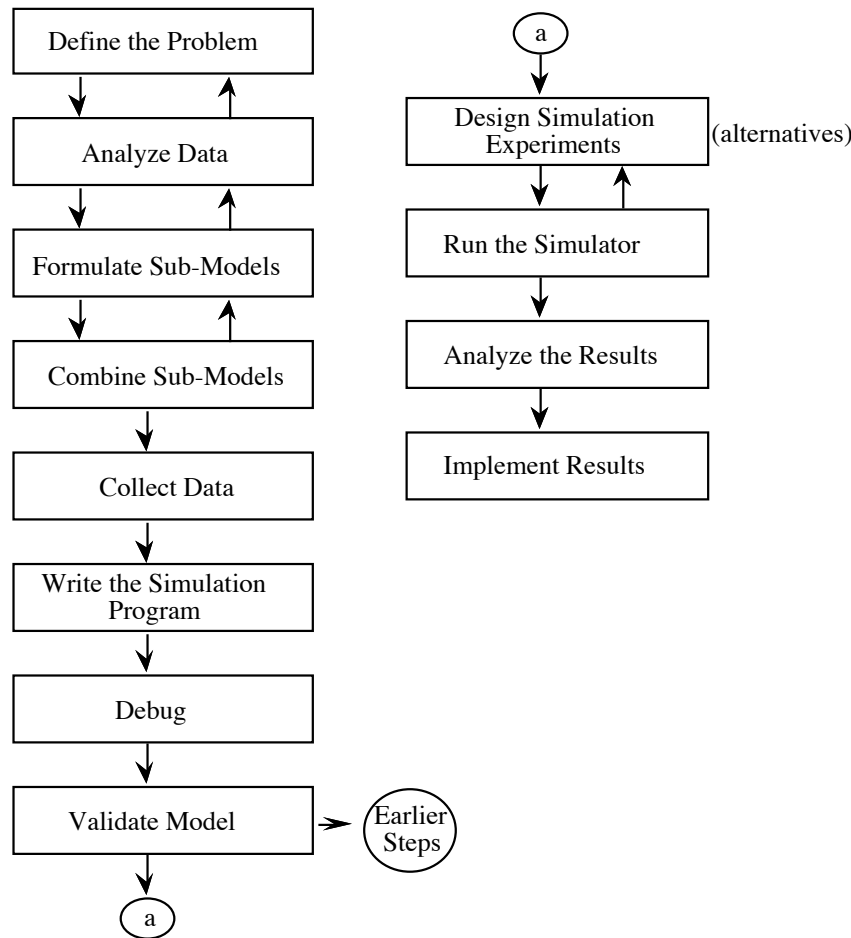 Define the Problem
Analyze Data
Formulate Sub-Models
Combine Sub-Models
Collect Data
Write the Simulation
Program
Debug
Validate Model
Earlier
Steps
a
a
Design Simulation
Experiments
(alternatives)
Run the Simulator
Analyze the Results
Implement Results